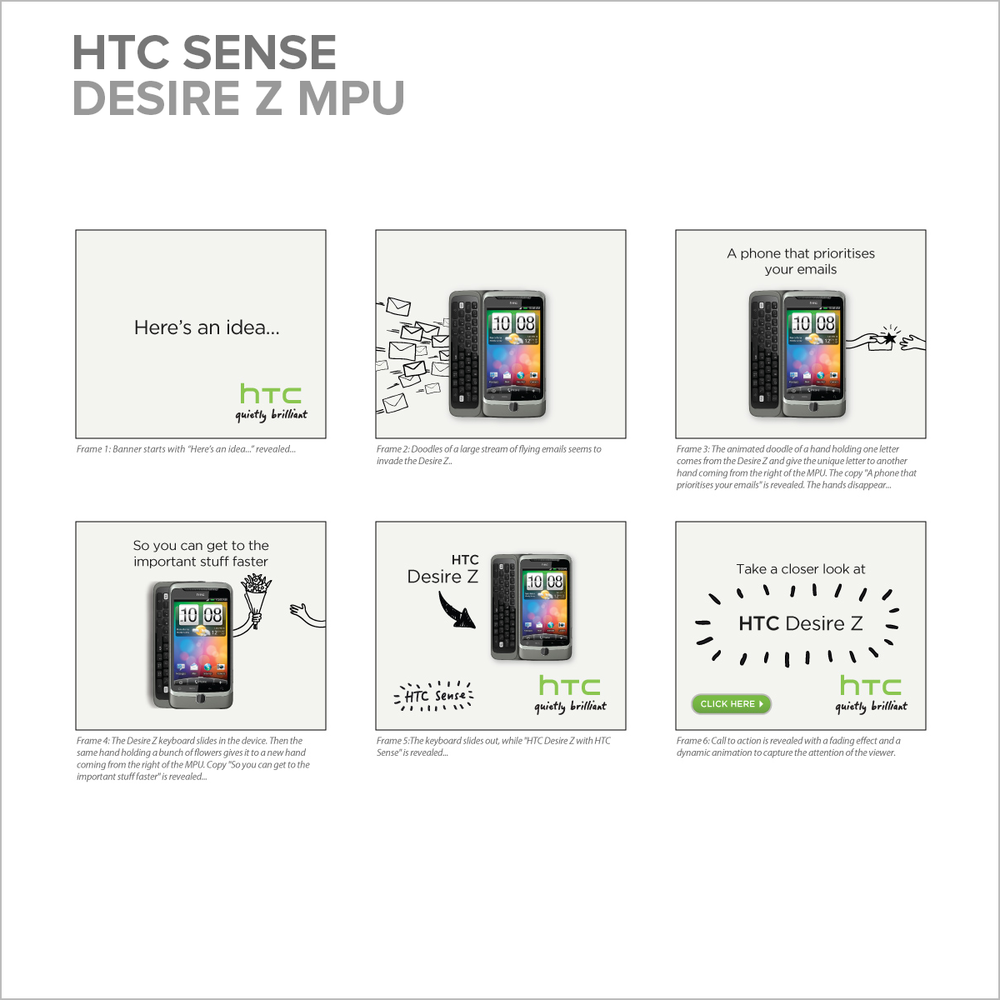 HTC SENSE
DESIRE Z MPU
Here's an idea...
hTC
quietly brilliant
Frame 1: Banner starts with "Here's an idea..." revealed...
10 08
Frame 2: Doodles of a large stream of flying emails seems to
invade the Desire Z..
A phone that prioritises
your emails
10 08
Frame 3: The animated doodle of a hand holding one letter
comes from the Desire Z and give the unique letter to another
hand coming from the right of the MPU. The copy "A phone that
prioritises your emails" is revealed. The hands disappear...
So you can get to the
important stuff faster
10 08
Frame 4: The Desire Z keyboard slides in the device. Then the
same hand holding a bunch of flowers gives it to a new hand
coming from the right of the MPU. Copy "So you can get to the
important stuff faster" is revealed...
HTC
Desire Z
10 08
HTC Sense
hTC
quietly brilliant
Frame 5:The keyboard slides out, while "HTC Desire Z with HTC
Sense" is revealed...
Take a closer look at
HTC Desire Z
CLICK HERE
hTC
quietly brilliant
Frame 6: Call to action is revealed with a fading effect and a
dynamic animation to capture the attention of the viewer.